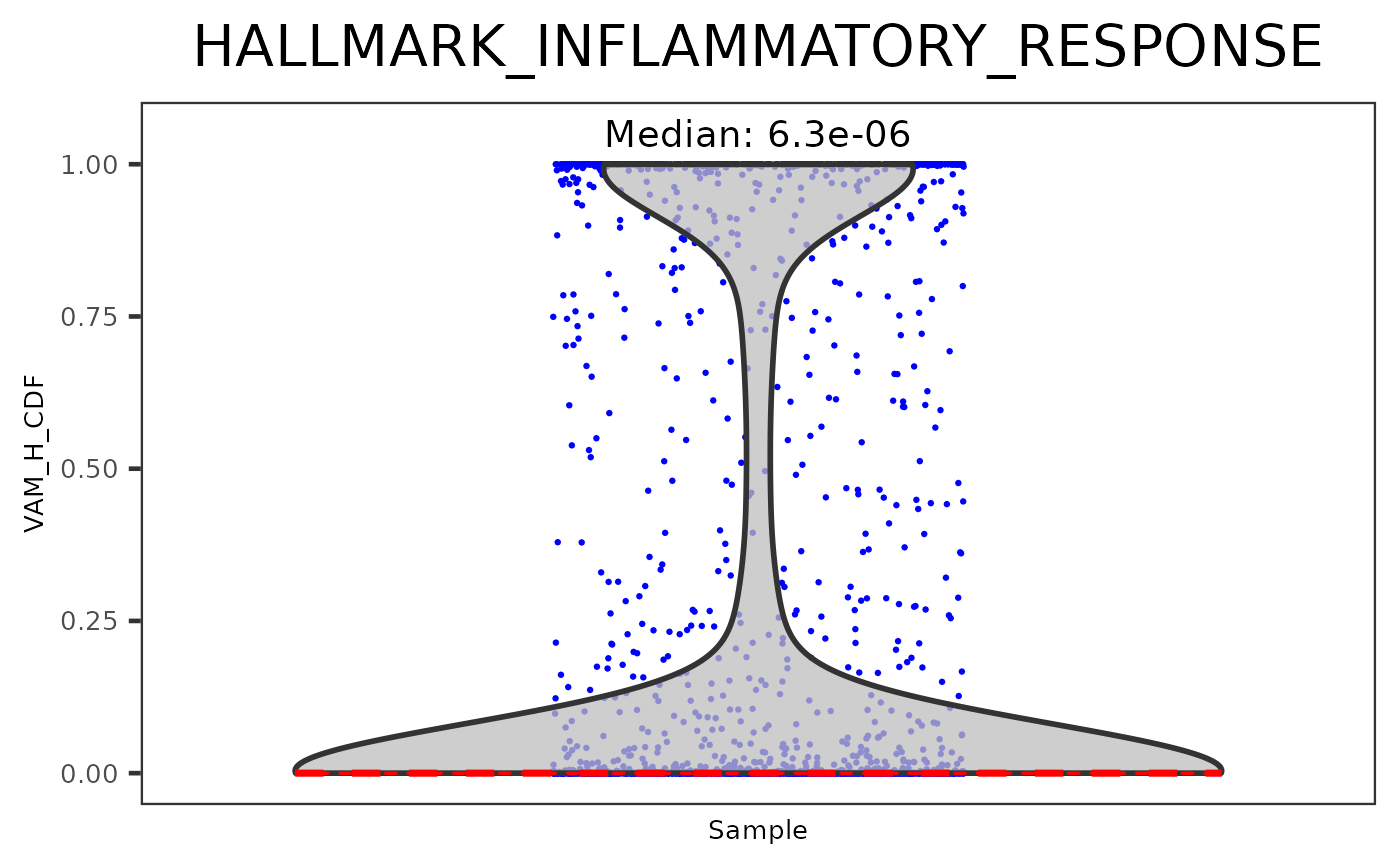 HALLMARK_INFLAMMATORY_RESPONSE
Median: 6.3e-06
1.00
0.75
0.50
0.25
0.00
VAM_H_CDF
Sample